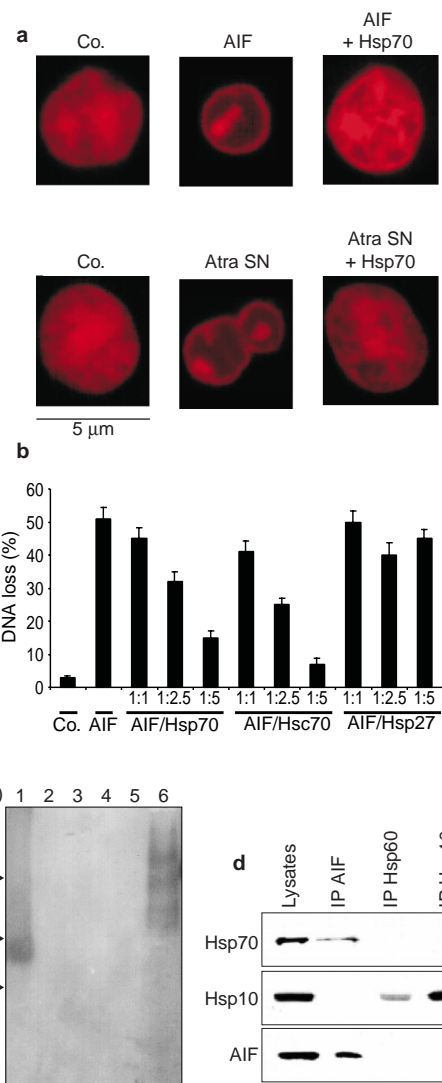 a
Co. AIF AIF
+ Hsp70
Co. Atra SN Atra SN
+ Hsp70
5 μm
b
DNA loss (%)
60
50
40
30
20
10
0
1:1 1:2.5 1:5 1:1 1:2.5 1:5 1:1 1:2.5 1:5
Co. AIF AIF/Hsp70 AIF/Hsc70 AIF/Hsp27
1 2 3 4 5 6
d
Lysates IP AIF IP Hsp60
Hsp70
Hsp10
AIF